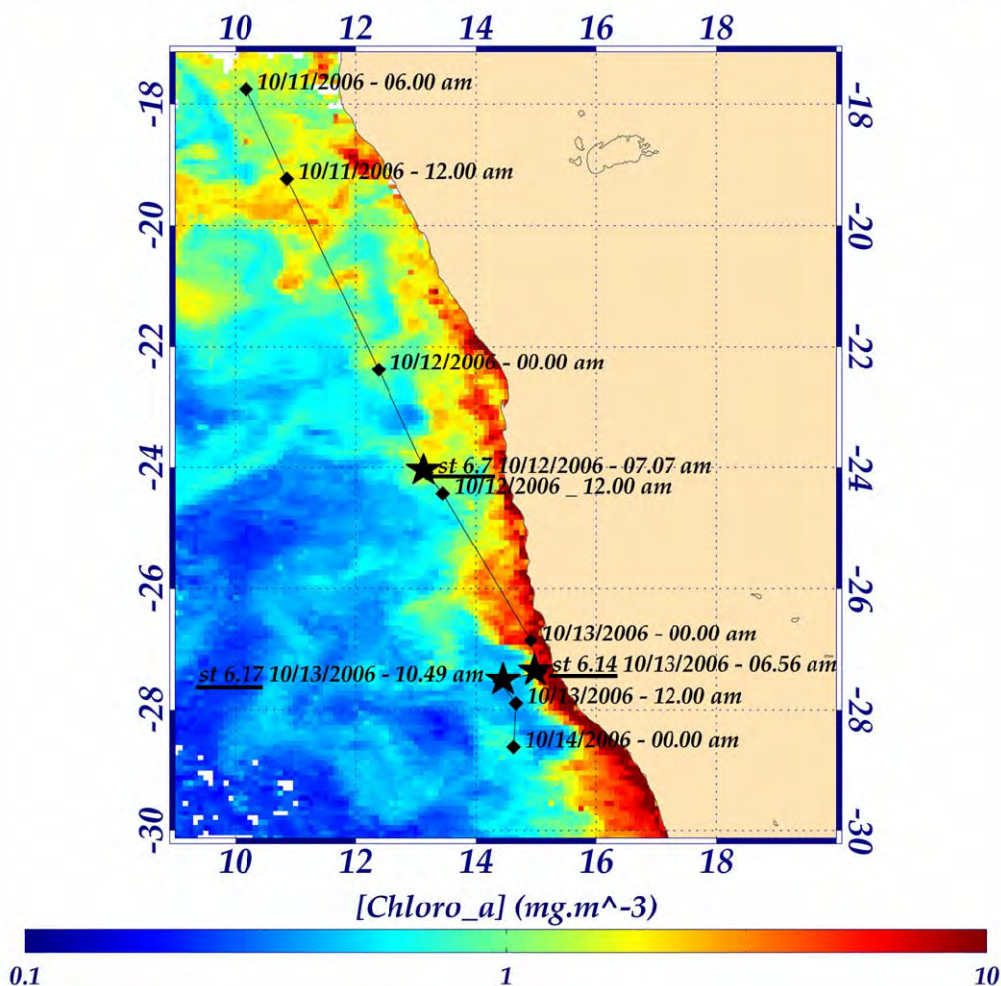 10 12 14 16 18
-18 10/11/2006 - 06.00 am -18
10/11/2006 - 12.00 am
-20 -20
-22 10/12/2006 - 00.00 am -22
-24 st 6.7 10/12/2006 - 07.07 am -24
10/12/2006 _ 12.00 am
-26 -26
10/13/2006 - 00.00 am
st 6.17 10/13/2006 - 10.49 am st 6.14 10/13/2006 - 06.56 am
-28 10/13/2006 - 12.00 am -28
10/14/2006 - 00.00 am
-30 -30
10 12 14 16 18
[Chloro_a] (mg.m^-3)
0.1 1 10